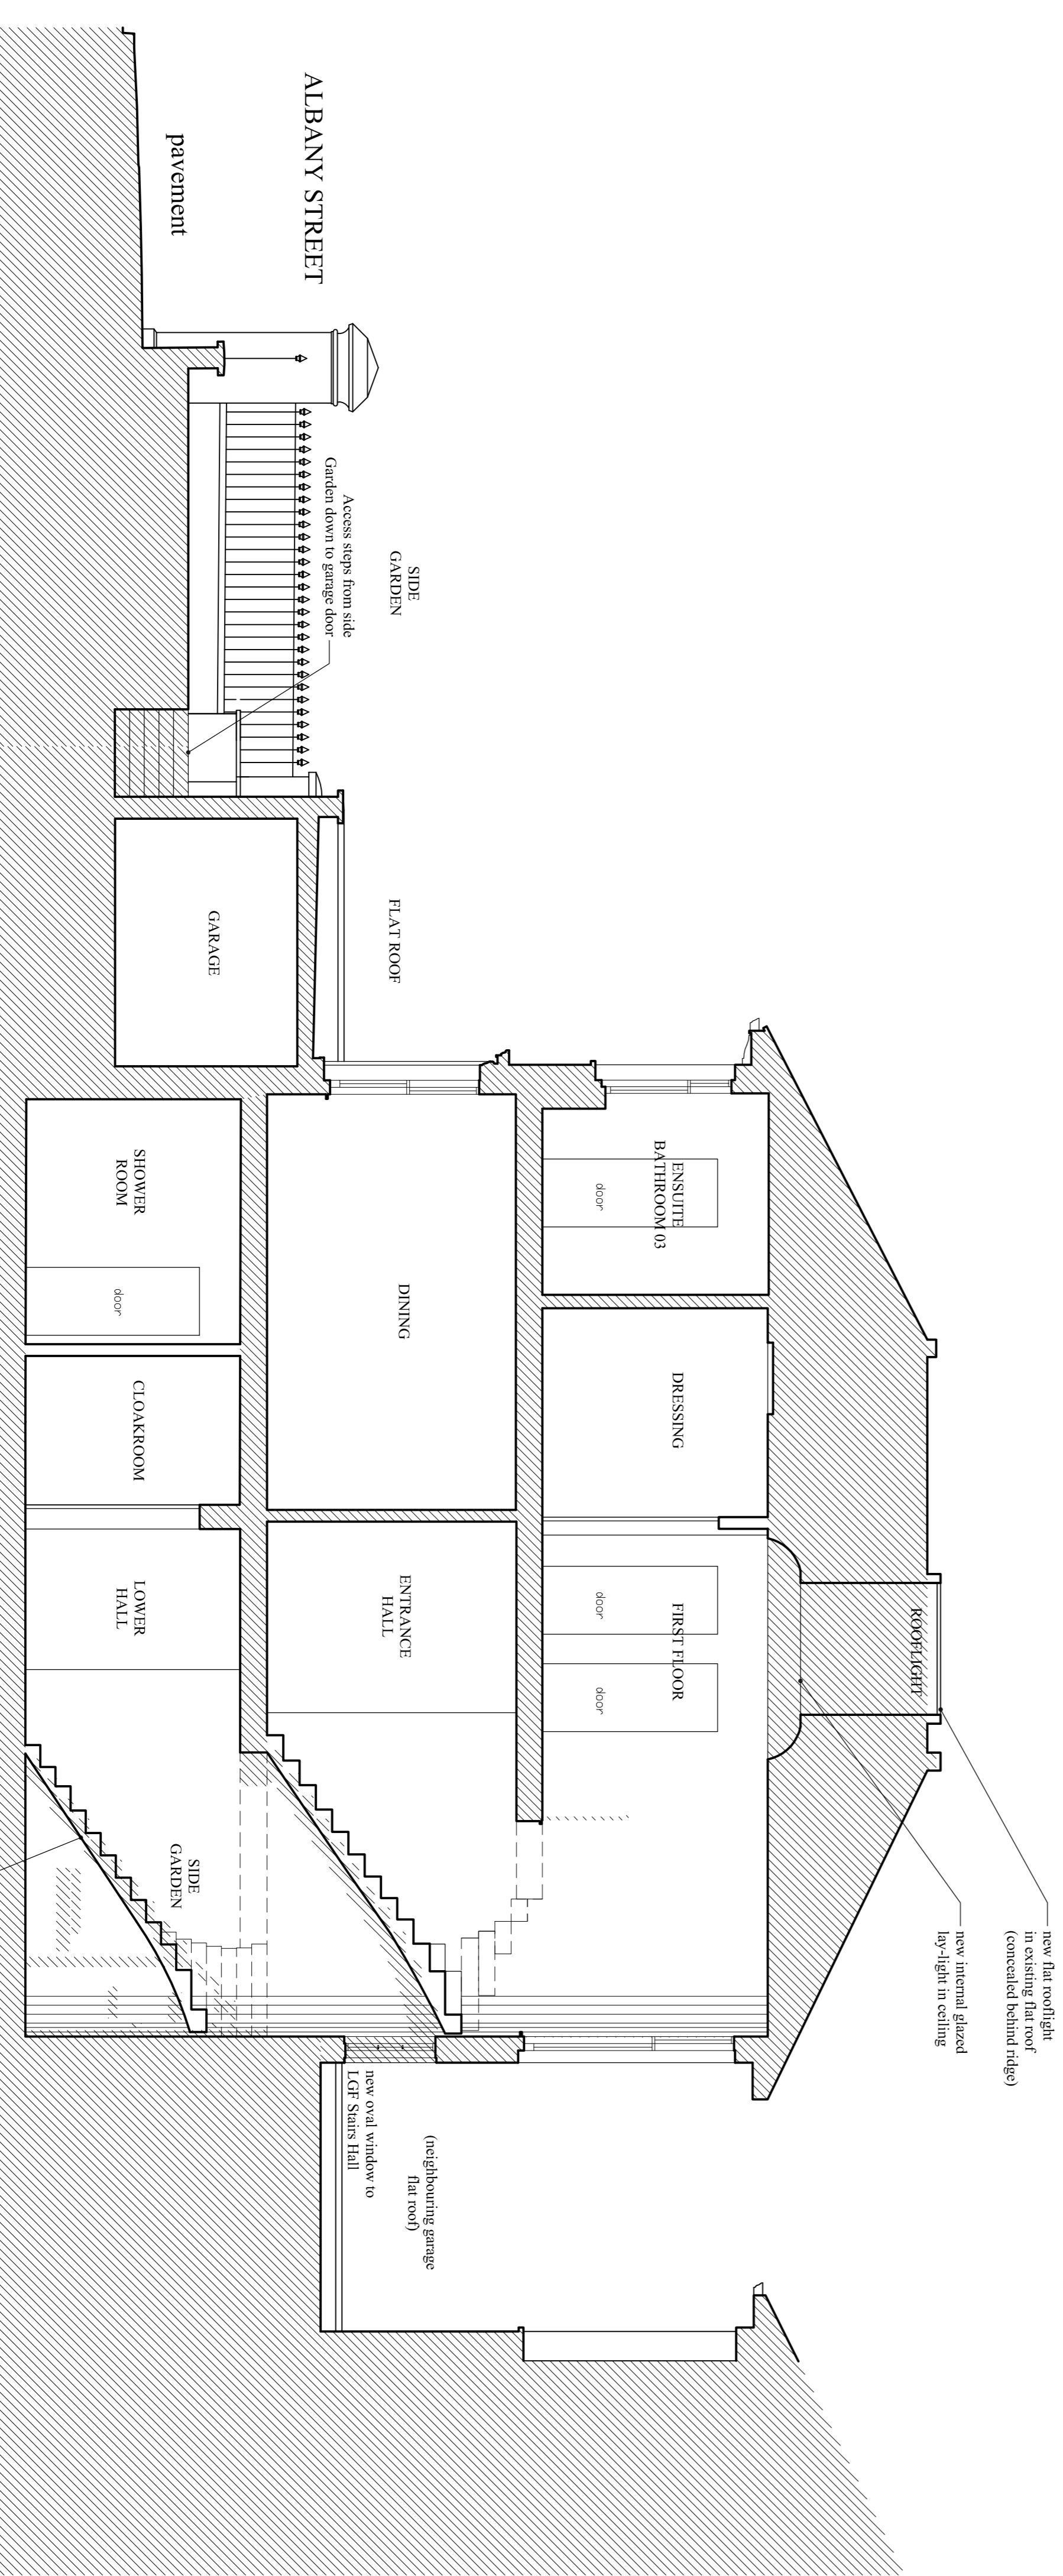 new flat rooflight
in existing flat roof
(concealed behind ridge)
new internal glazed
lay-light in ceiling
ROOFLIGHT
ALBANY STREET
pavement
SIDE
GARDEN
Access steps from side
Garden down to garage door
FLAT ROOF
GARAGE
ENSUITE
BATHROOM 03
door
DRESSING
FIRST FLOOR
door
door
DINING
ENTRANCE
HALL
SHOWER
ROOM
door
CLOAKROOM
LOWER
HALL
SIDE
GARDEN
(neighbouring garage
flat roof)
new oval window to
LGF Stairs Hall